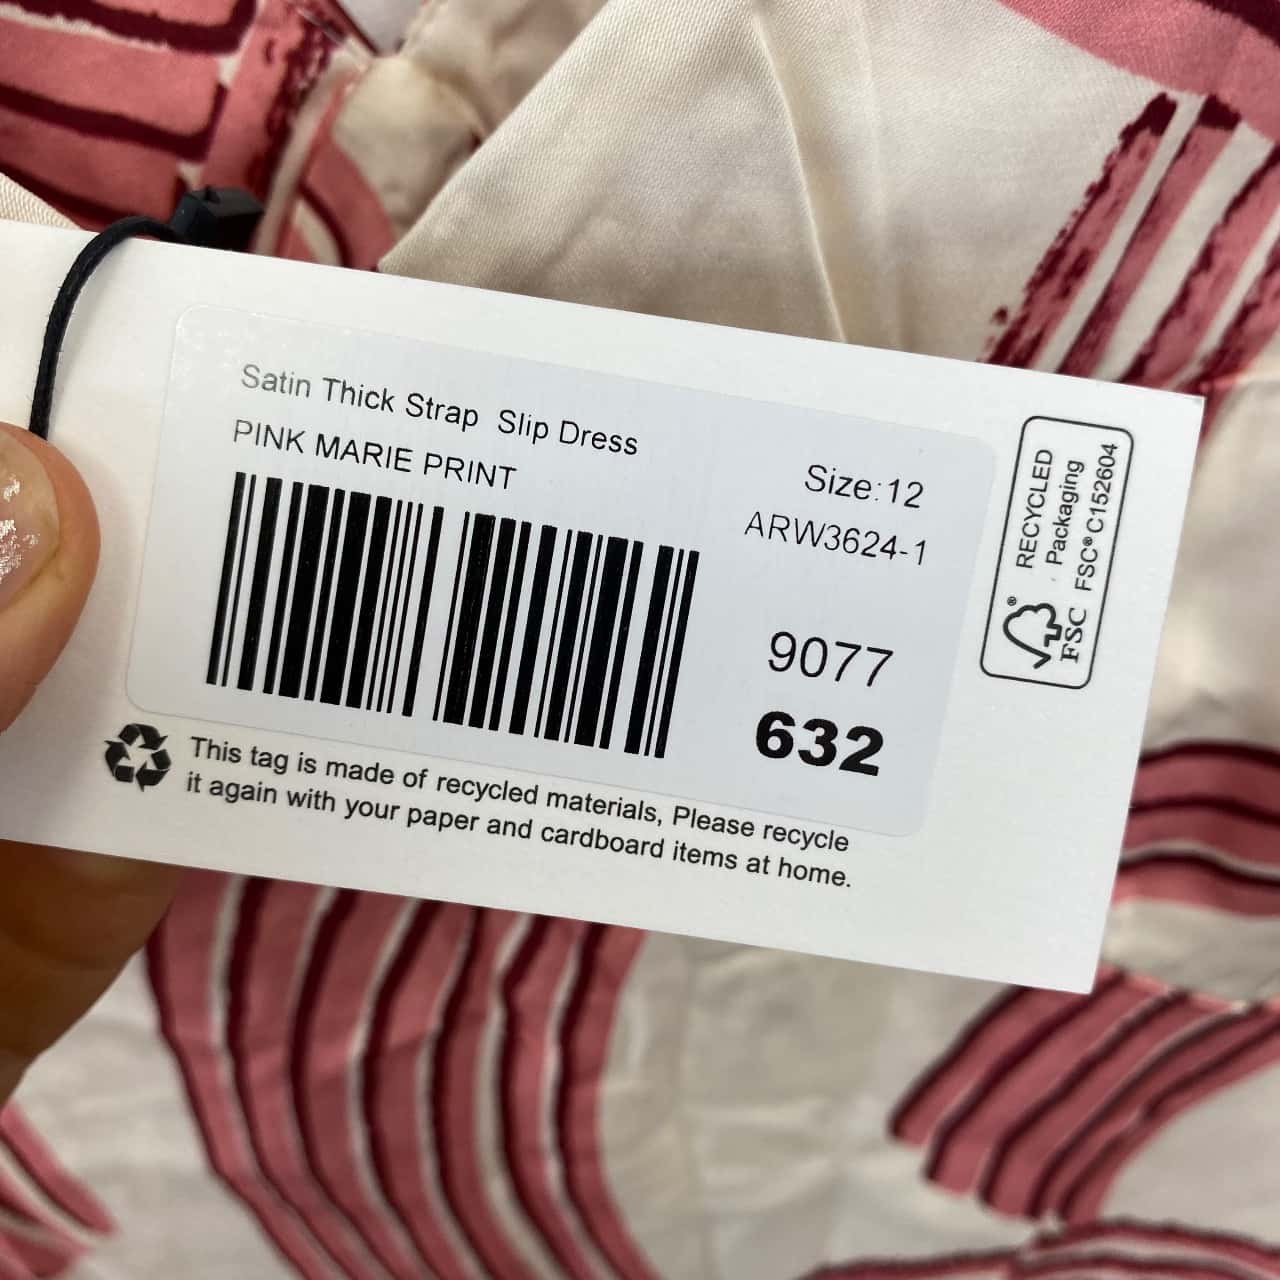 Satin Thick Strap  Slip Dress
PINK MARIE PRINT
Size:12
ARW3624-1
9077
632
This tag is made of recycled materials, Please recycle
it again with your paper and cardboard items at home.
RECYCLED
Packaging
FSC® C152604
® FSC